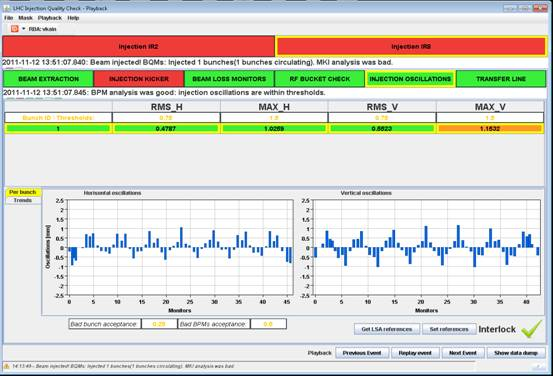 LHC Injection Quality Check - Playback
File Mask Playback Help
RBA: vkain
Injection IR2 Injection IR8
2011-11-12 13:51:07.840: Beam injected! BQMs: Injected 1 bunches(1 bunches circulating). MKI analysis was bad.
BEAM EXTRACTION INJECTION KICKER BEAM LOSS MONITORS RF BUCKET CHECK INJECTION OSCILLATIONS TRANSFER LINE
2011-11-12 13:51:07.845: BPM analysis was good: injection oscillations are within thresholds.
RMS_H MAX_H RMS_V MAX_V
Bunch ID \ Thresholds: 0.75 1.5 0.75 1.5
1 0.4787 1.0259 0.5523 1.1532
Per bunch
Trends
Horisontal oscillations Vertical oscillations
Oscillations [mm]
2.5 2.5
2 2
1.5 1.5
1 1
0.5 0.5
0 0
-0.5 -0.5
-1 -1
-1.5 -1.5
-2 -2
-2.5 -2.5
0 5 10 15 20 25 30 35 40 45 0 5 10 15 20 25 30 35 40
Monitors Monitors
Bad bunch acceptance: 0.25 Bad BPMs acceptance: 0.5
Get LSA references Set references Interlock
Playback Previous Event Replay event Next Event Show data dump
14:13:49 - Beam injected! BQMs: Injected 1 bunches(1 bunches circulating). MKI analysis was bad.